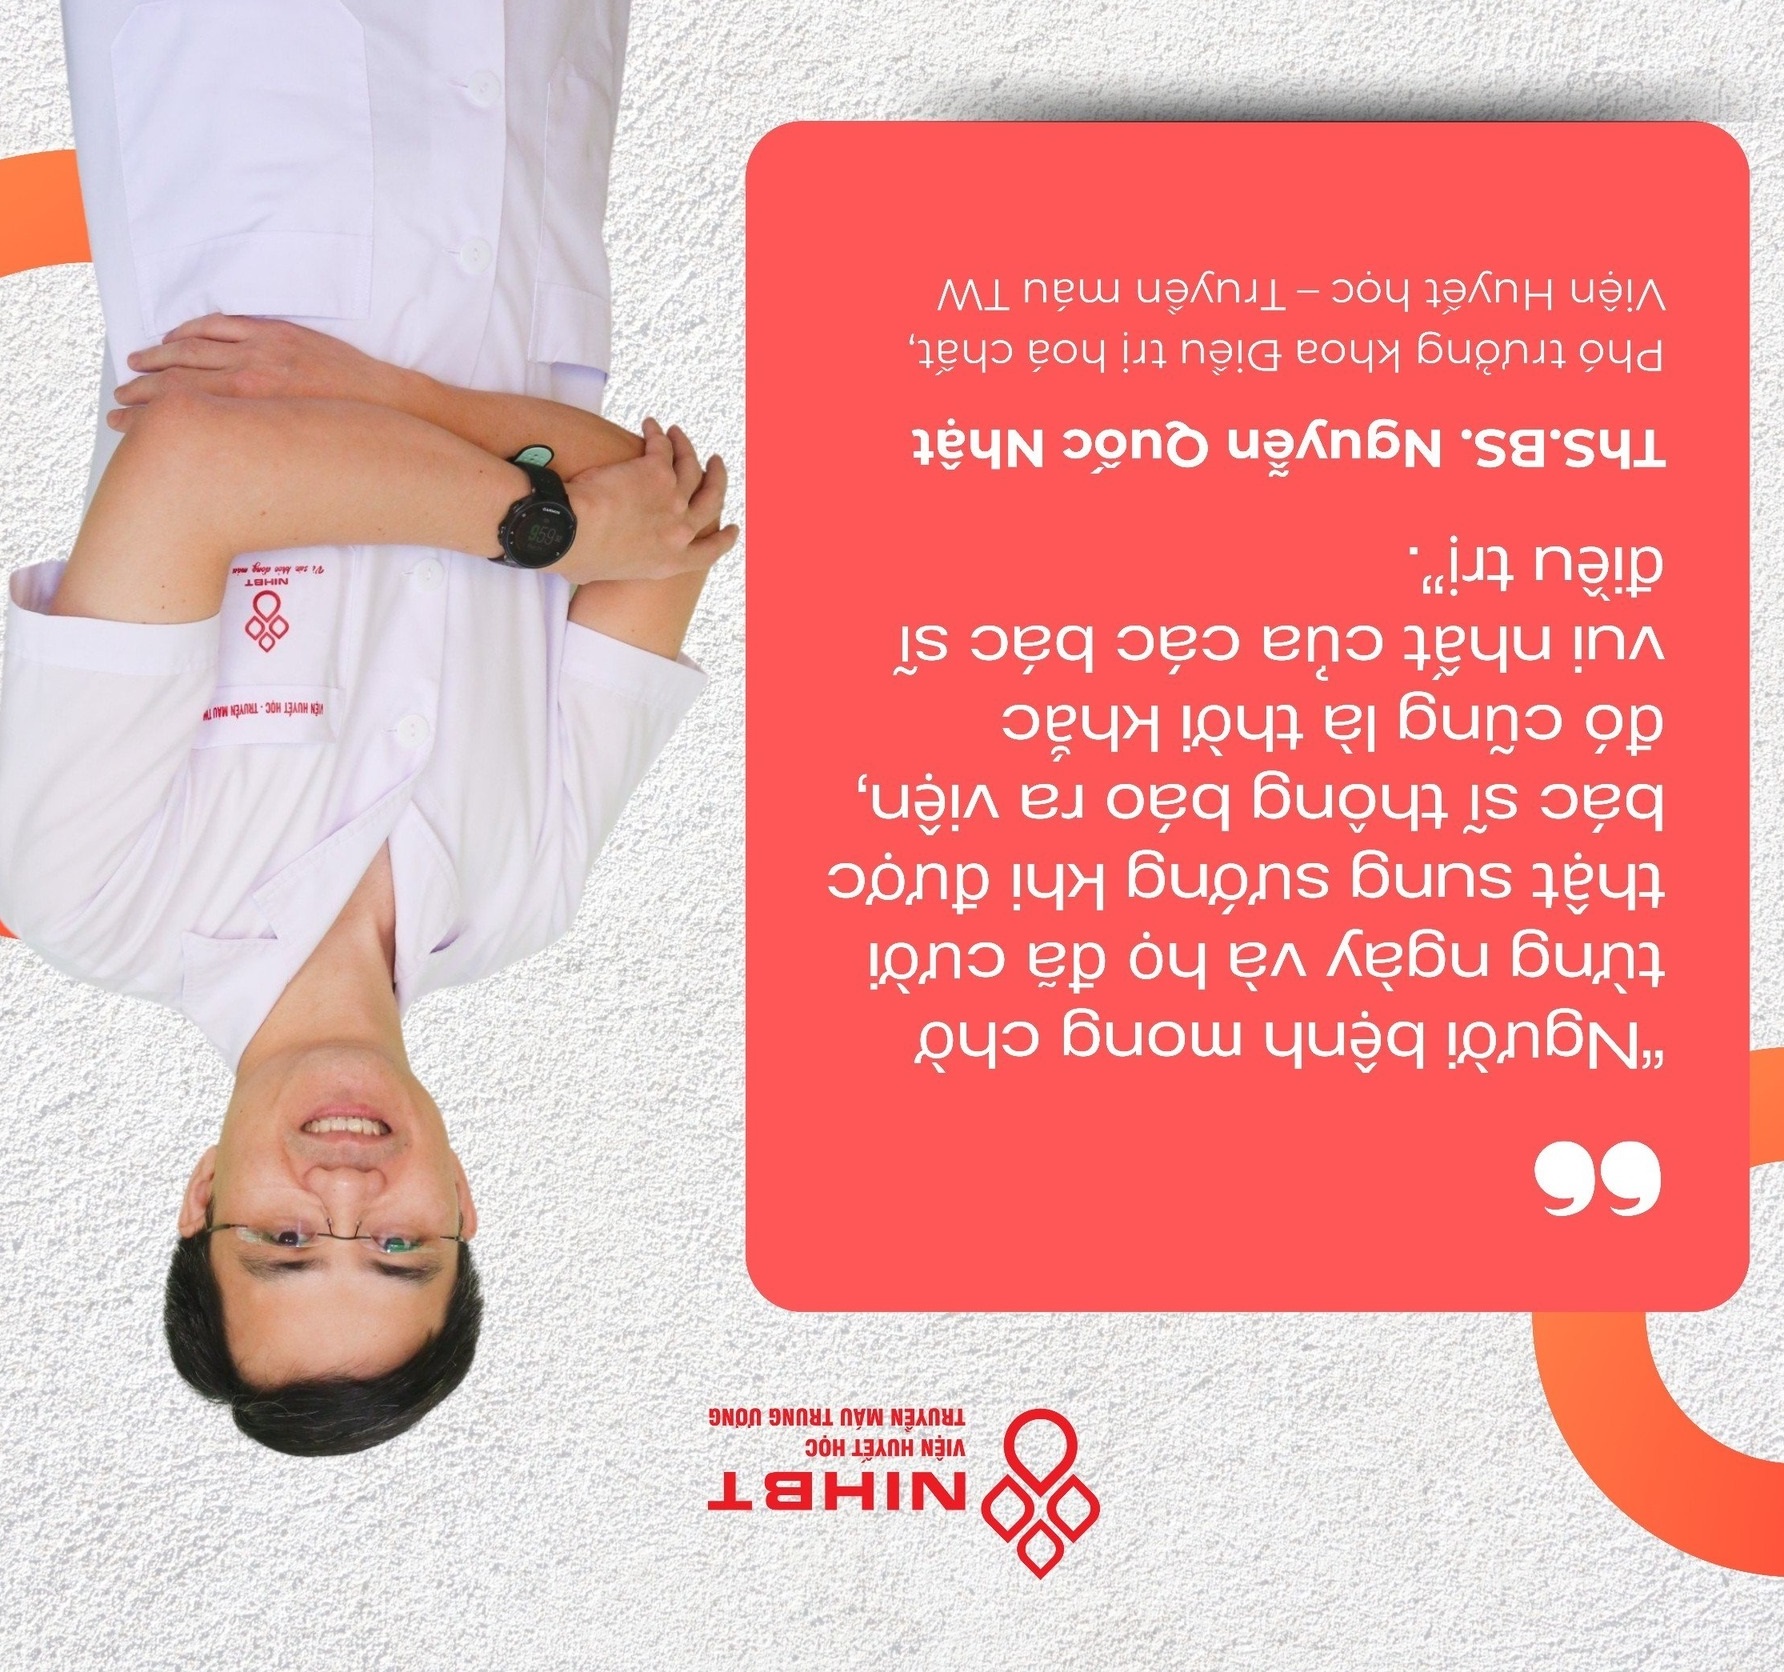 NIHBT
VIỆN HUYẾT HỌC
TRUYỀN MÁU TRUNG ƯƠNG
“Người bệnh mong chờ
từng ngày và họ đã cười
thật sung sướng khi được
bác sĩ thông báo ra viện,
đó cũng là thời khắc
vui nhất của các bác sĩ
điều trị”.
ThS.BS. Nguyễn Quốc Nhật
Phó trưởng khoa Điều trị hoá chất,
Viện Huyết học – Truyền máu TW
VIỆN HUYẾT HỌC - TRUYỀN MÁU TW
NIHBT
Vì sức khỏe dòng máu